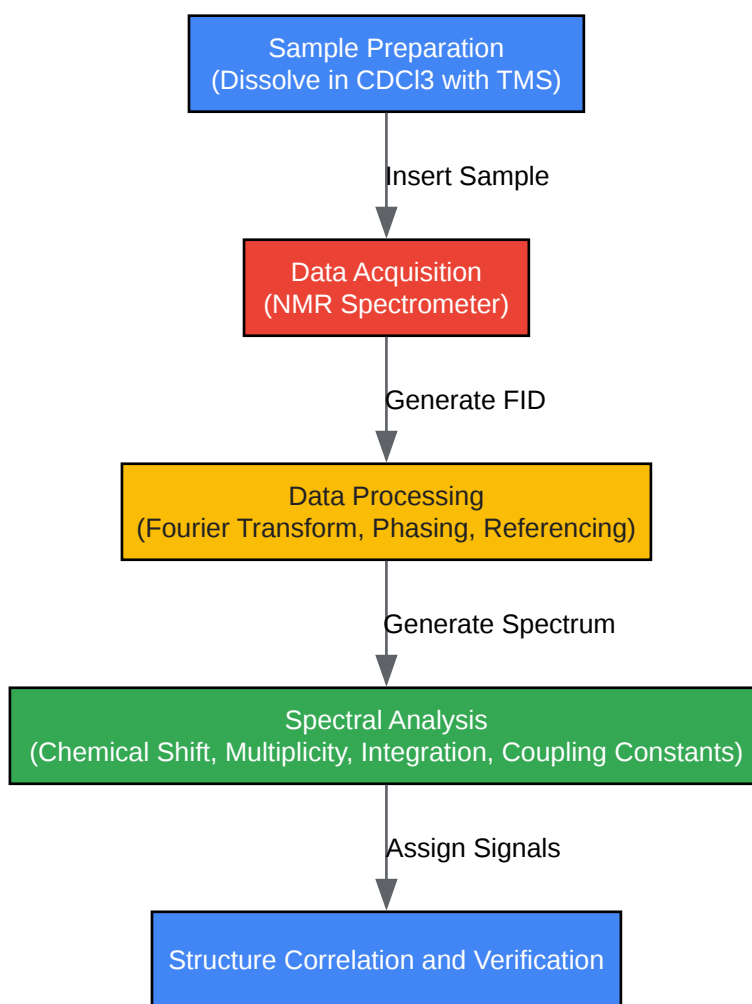 Sample Preparation
(Dissolve in CDCl3 with TMS)
Insert Sample
Data Acquisition
(NMR Spectrometer)
Generate FID
Data Processing
(Fourier Transform, Phasing, Referencing)
Generate Spectrum
Spectral Analysis
(Chemical Shift, Multiplicity, Integration, Coupling Constants)
Assign Signals
Structure Correlation and Verification